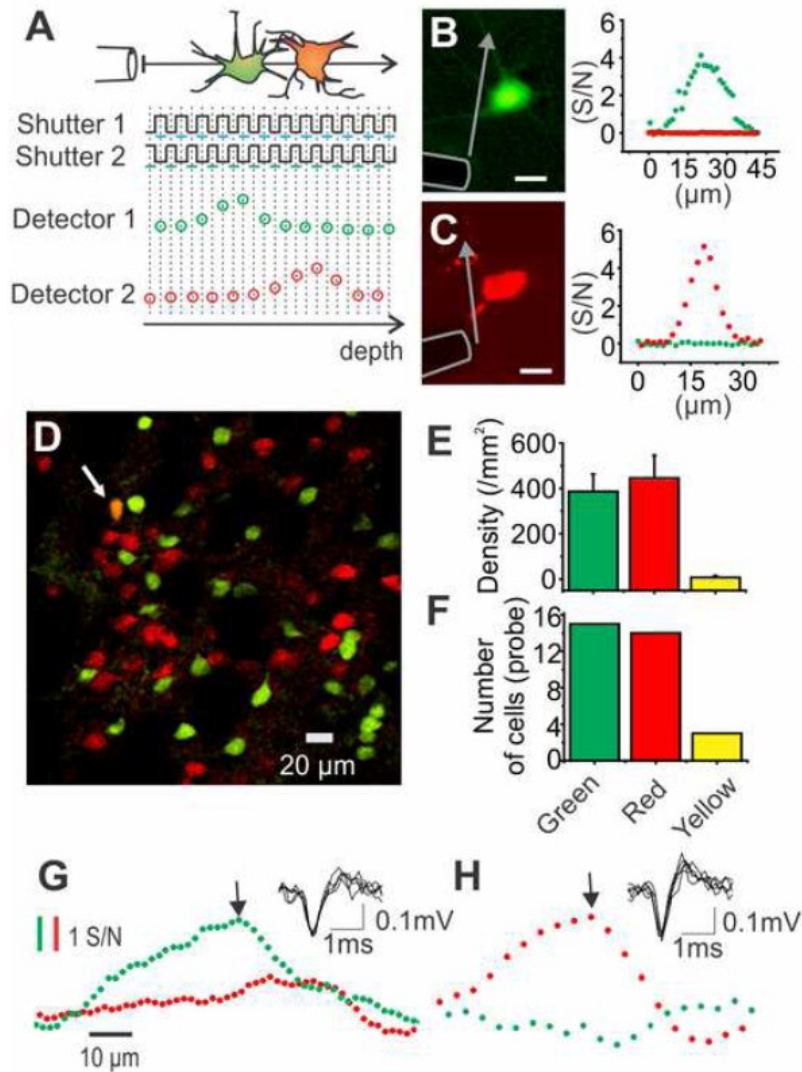 A
Shutter 1
Shutter 2
Detector 1
Detector 2
depth
B
(S/N)
6
4
2
0
0 15 30 45
(µm)
C
(S/N)
6
4
2
0
0 15 30
(µm)
D
20 µm
E
Density (/mm²)
600
400
200
0
F
Number
of cells (probe)
16
12
8
4
0
Green
Red
Yellow
G
1 S/N
10 µm
0.1mV
1ms
H
0.1mV
1ms